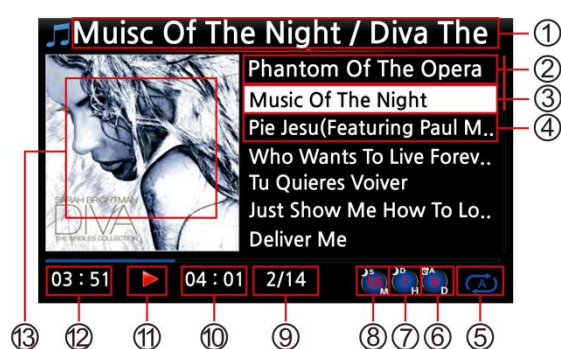 Muisc Of The Night / Diva The
Phantom Of The Opera
Music Of The Night
Pie Jesu(Featuring Paul M..
Who Wants To Live Forev..
Tu Quieres Voiver
Just Show Me How To Lo..
Deliver Me
SARAH BRIGHTMAN
DIVA
THE SINGLES COLLECTION
03 : 51
04 : 01
2/14
S
M
D
H
A
D
A
①
②
③
④
⑤
⑥
⑦
⑧
⑨
⑩
⑪
⑫
⑬